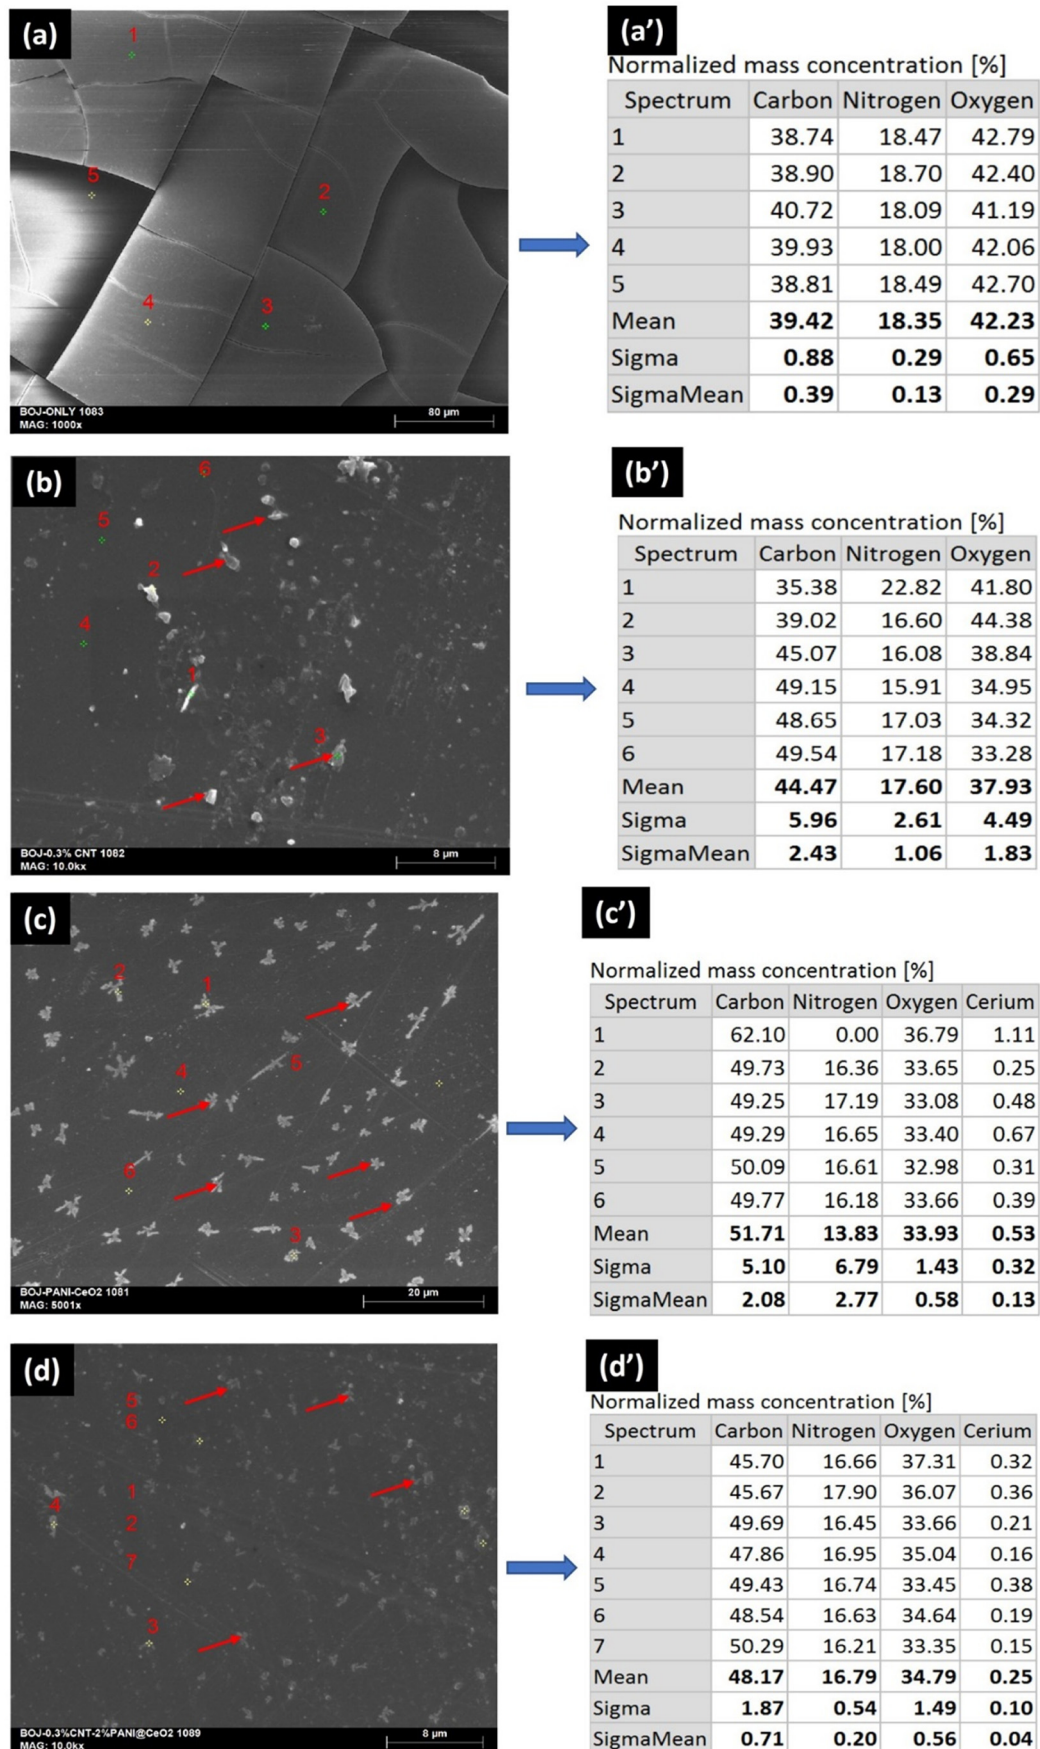 (a)
1
5
2
4
3
BOJ-ONLY 1083
MAG: 1000x
80 µm
(a’)
Normalized mass concentration [%]
Spectrum Carbon Nitrogen Oxygen
1 38.74 18.47 42.79
2 38.90 18.70 42.40
3 40.72 18.09 41.19
4 39.93 18.00 42.06
5 38.81 18.49 42.70
Mean 39.42 18.35 42.23
Sigma 0.88 0.29 0.65
SigmaMean 0.39 0.13 0.29
(b)
6
5
2
4
1
3
BOJ-0.3% CNT 1082
MAG: 10.0kx
8 µm
(b’)
Normalized mass concentration [%]
Spectrum Carbon Nitrogen Oxygen
1 35.38 22.82 41.80
2 39.02 16.60 44.38
3 45.07 16.08 38.84
4 49.15 15.91 34.95
5 48.65 17.03 34.32
6 49.54 17.18 33.28
Mean 44.47 17.60 37.93
Sigma 5.96 2.61 4.49
SigmaMean 2.43 1.06 1.83
(c)
2
1
5
4
6
3
BOJ-PANI-CeO2 1081
MAG: 5001x
20 µm
(c’)
Normalized mass concentration [%]
Spectrum Carbon Nitrogen Oxygen Cerium
1 62.10 0.00 36.79 1.11
2 49.73 16.36 33.65 0.25
3 49.25 17.19 33.08 0.48
4 49.29 16.65 33.40 0.67
5 50.09 16.61 32.98 0.31
6 49.77 16.18 33.66 0.39
Mean 51.71 13.83 33.93 0.53
Sigma 5.10 6.79 1.43 0.32
SigmaMean 2.08 2.77 0.58 0.13
(d)
5
6
1
4
2
7
3
BOJ-0.3%CNT-2%PANI@CeO2 1089
MAG: 10.0kx
8 µm
(d’)
Normalized mass concentration [%]
Spectrum Carbon Nitrogen Oxygen Cerium
1 45.70 16.66 37.31 0.32
2 45.67 17.90 36.07 0.36
3 49.69 16.45 33.66 0.21
4 47.86 16.95 35.04 0.16
5 49.43 16.74 33.45 0.38
6 48.54 16.63 34.64 0.19
7 50.29 16.21 33.35 0.15
Mean 48.17 16.79 34.79 0.25
Sigma 1.87 0.54 1.49 0.10
SigmaMean 0.71 0.20 0.56 0.04